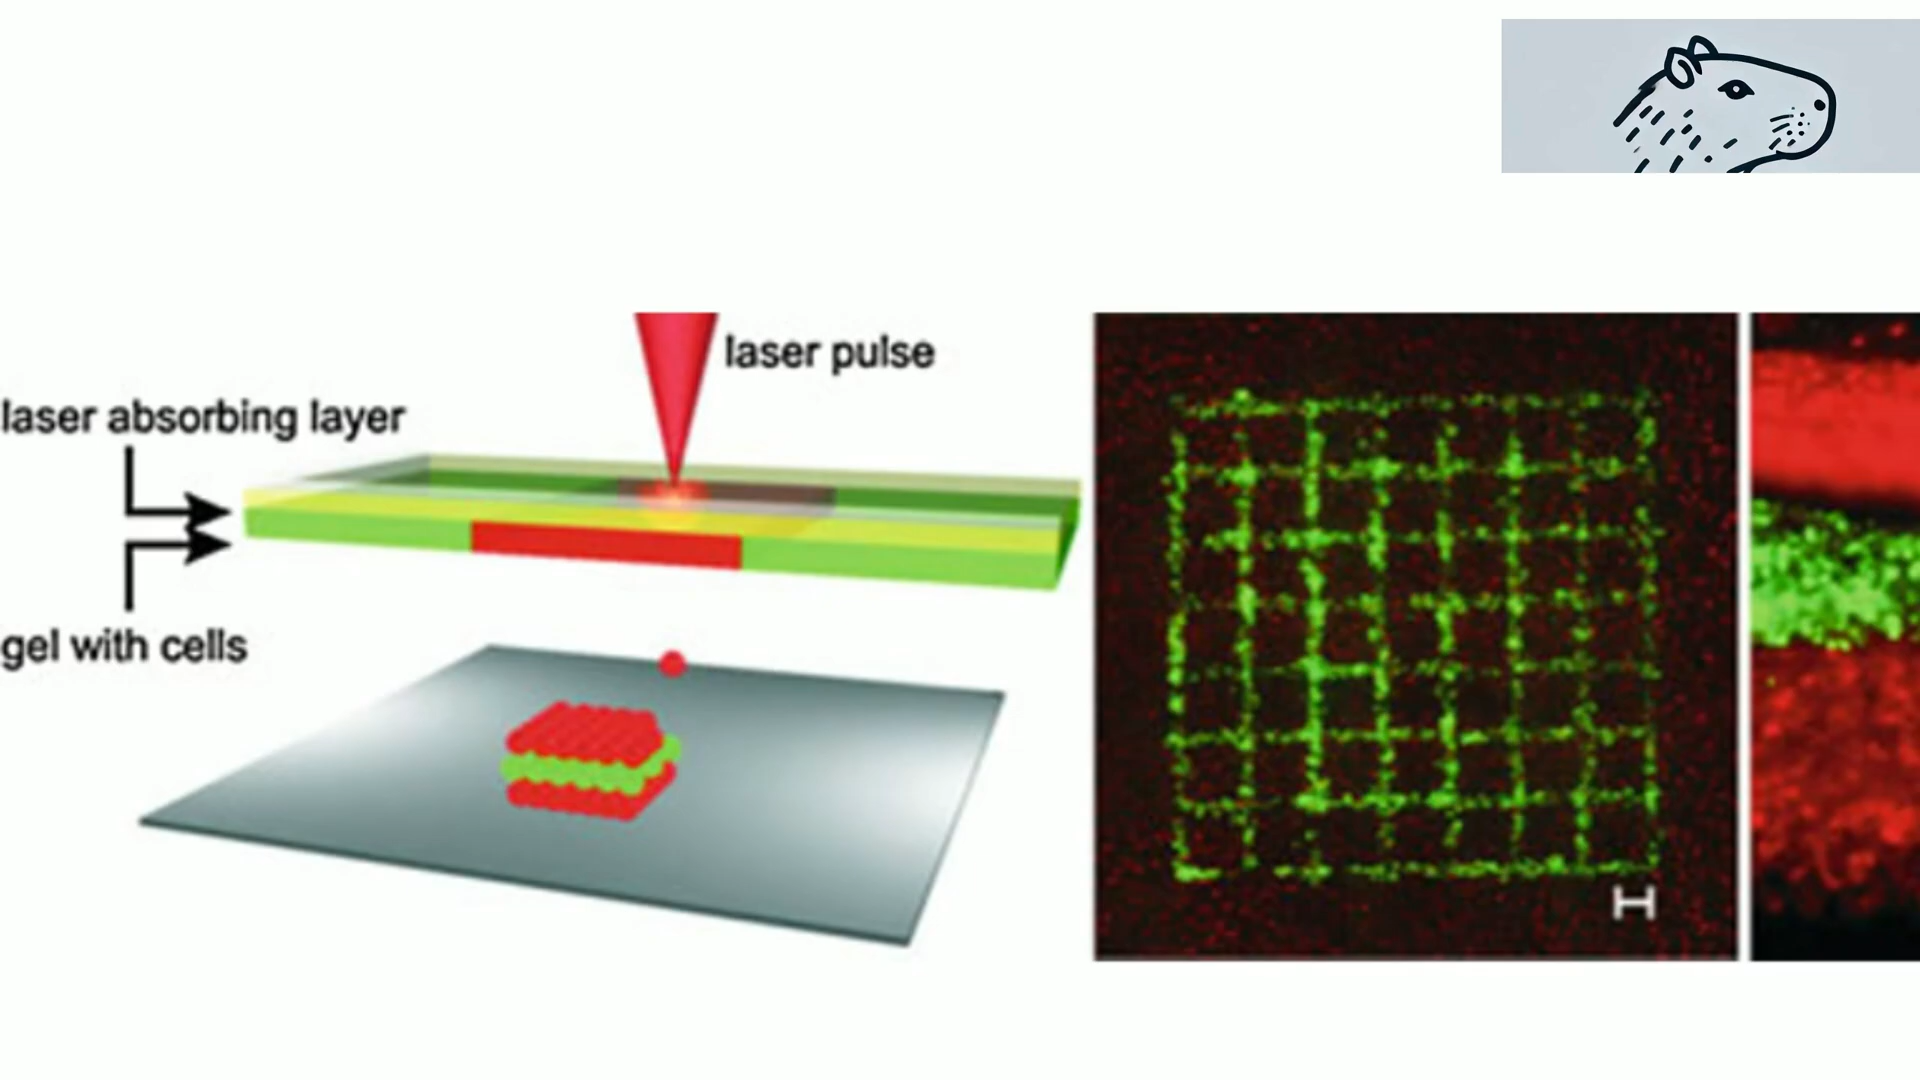 laser pulse
laser absorbing layer
gel with cells